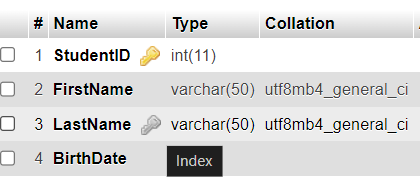 # Name Type Collation
1 StudentID int(11)
2 FirstName varchar(50) utf8mb4_general_ci
3 LastName varchar(50) utf8mb4_general_ci
4 BirthDate Index